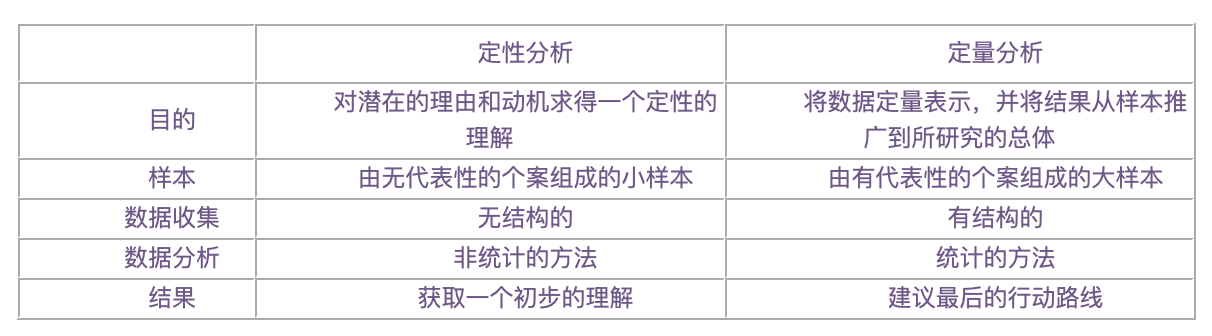 定性分析 定量分析
目的 对潜在的理由和动机求得一个定性的 将数据定量表示，并将结果从样本推
理解 广到所研究的总体
样本 由无代表性的个案组成的小样本 由有代表性的个案组成的大样本
数据收集 无结构的 有结构的
数据分析 非统计的方法 统计的方法
结果 获取一个初步的理解 建议最后的行动路线